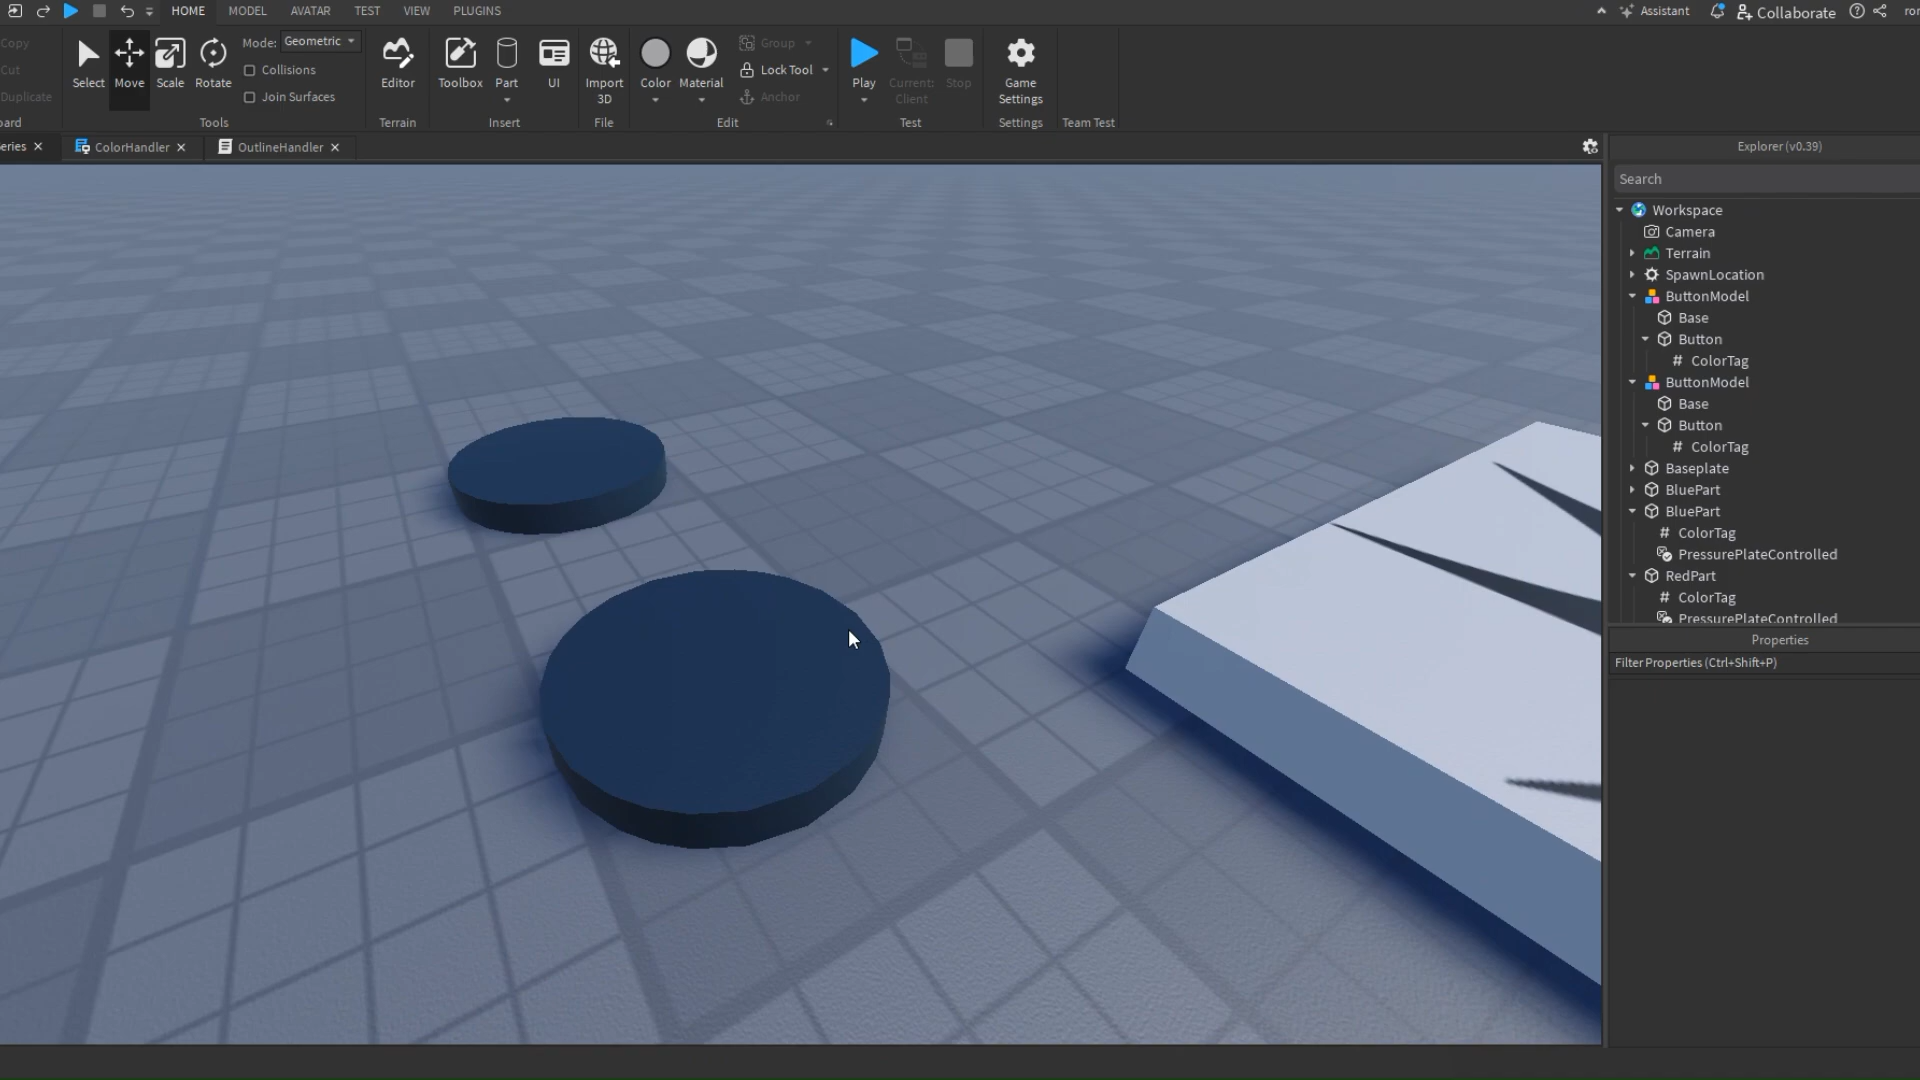 HOME MODEL AVATAR TEST VIEW PLUGINS Assistant Collaborate
Copy
Cut
Duplicate
Select Move Scale Rotate
Mode: Geometric
Collisions
Join Surfaces
Editor
Toolbox Part UI
Import 3D
Color Material
Group
Lock Tool
Anchor
Play
Current: Client
Stop
Game Settings
Tools Terrain Insert File Edit Test Settings Team Test
eries ColorHandler OutlineHandler
Explorer (v0.39)
Search
Workspace
Camera
Terrain
SpawnLocation
ButtonModel
Base
Button
# ColorTag
ButtonModel
Base
Button
# ColorTag
Baseplate
BluePart
BluePart
# ColorTag
PressurePlateControlled
RedPart
# ColorTag
PressurePlateControlled
Properties
Filter Properties (Ctrl+Shift+P)